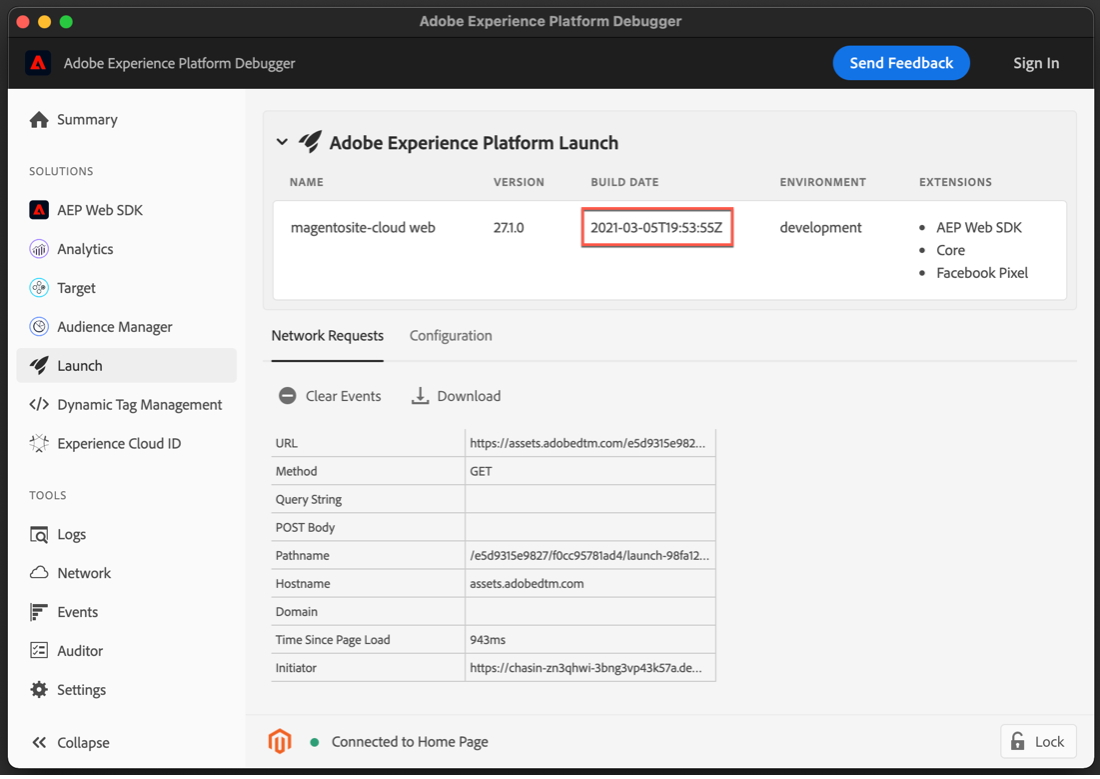 Adobe Experience Platform Debugger
Adobe Experience Platform Debugger
Send Feedback
Sign In
Summary
SOLUTIONS
AEP Web SDK
Analytics
Target
Audience Manager
Launch
Dynamic Tag Management
Experience Cloud ID
TOOLS
Logs
Network
Events
Auditor
Settings
Collapse
Adobe Experience Platform Launch
NAME VERSION BUILD DATE ENVIRONMENT EXTENSIONS
magentosite-cloud web 27.1.0 2021-03-05T19:53:55Z development • AEP Web SDK
• Core
• Facebook Pixel
Network Requests Configuration
Clear Events Download
URL https://assets.adobedtm.com/e5d9315e982...
Method GET
Query String
POST Body
Pathname /e5d9315e9827/f0cc95781ad4/launch-98fa12...
Hostname assets.adobedtm.com
Domain
Time Since Page Load 943ms
Initiator https://chasin-zn3qhwi-3bng3vp43k57a.de...
Connected to Home Page
Lock